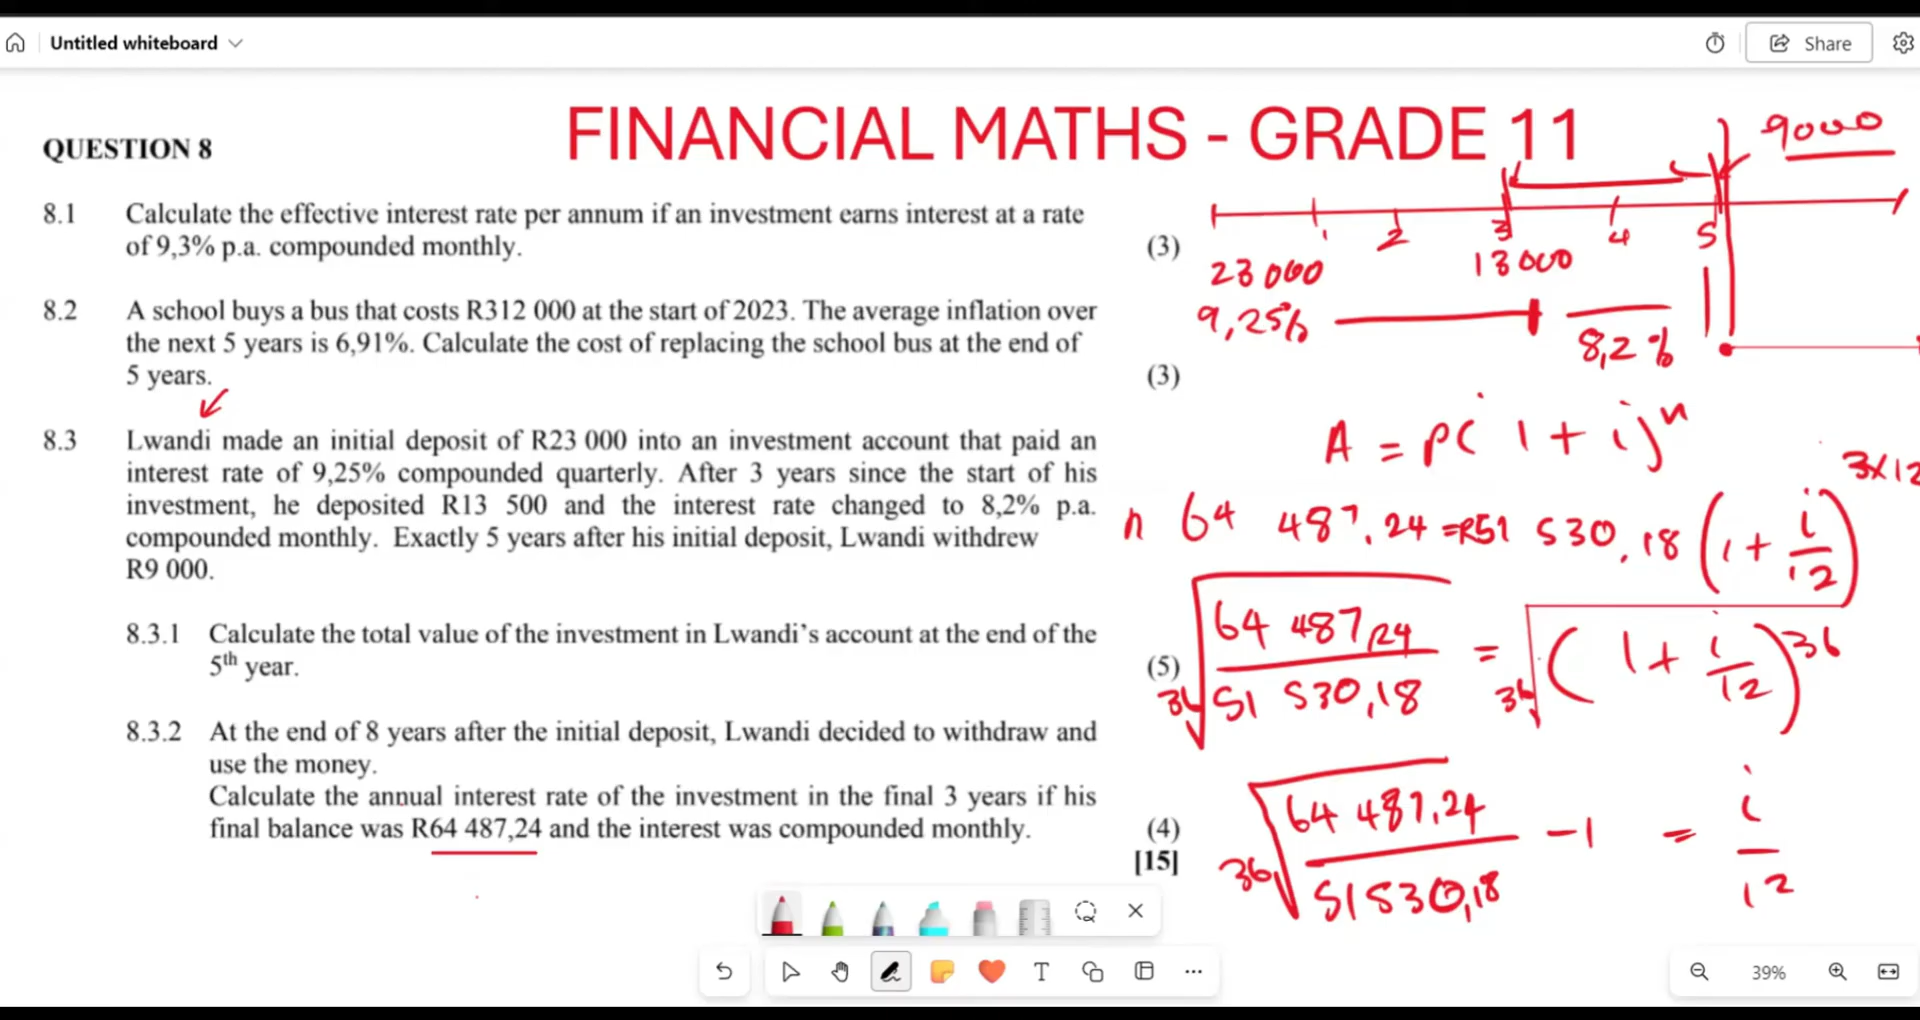 Untitled whiteboard
Share
FINANCIAL MATHS - GRADE 11
QUESTION 8
8.1 Calculate the effective interest rate per annum if an investment earns interest at a rate
of 9,3% p.a. compounded monthly. (3)
8.2 A school buys a bus that costs R312 000 at the start of 2023. The average inflation over
the next 5 years is 6,91%. Calculate the cost of replacing the school bus at the end of
5 years. (3)
8.3 Lwandi made an initial deposit of R23 000 into an investment account that paid an
interest rate of 9,25% compounded quarterly. After 3 years since the start of his
investment, he deposited R13 500 and the interest rate changed to 8,2% p.a.
compounded monthly. Exactly 5 years after his initial deposit, Lwandi withdrew
R9 000.
8.3.1 Calculate the total value of the investment in Lwandi's account at the end of the
5th year. (5)
8.3.2 At the end of 8 years after the initial deposit, Lwandi decided to withdraw and
use the money.
Calculate the annual interest rate of the investment in the final 3 years if his
final balance was R64 487,24 and the interest was compounded monthly. (4)
[15]
9000
1 2 3 4 5
23 000 13 000
9,25% 8,2%
A = P(1 + i)^n
n 64 487,24 = R51 530,18 (1 + i/12)^3×12
36√(64 487,24 / 51 530,18) = 36√(1 + i/12)^36
36√(64 487,24 / 51530,18) - 1 = i/12
39%